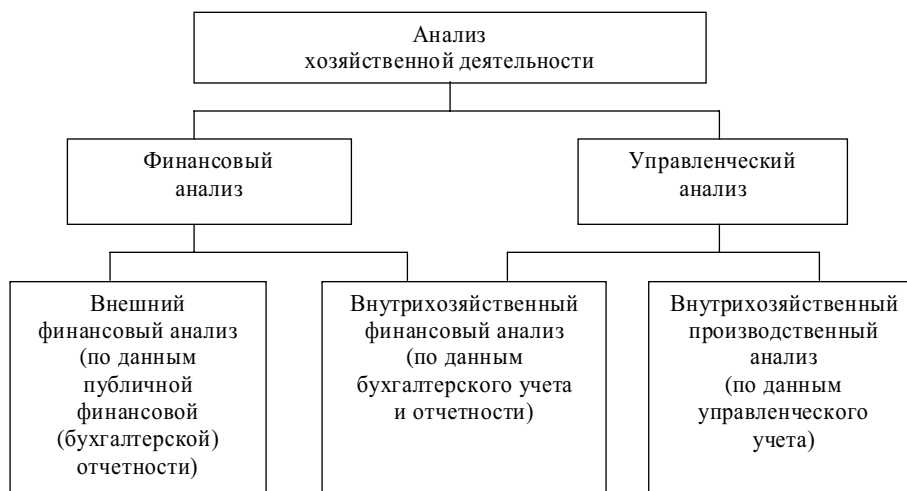 Анализ
хозяйственной деятельности
Финансовый
анализ
Управленческий
анализ
Внешний
финансовый анализ
(по данным
публичной
финансовой
(бухгалтерской)
отчетности)
Внутрихозяйственный
финансовый анализ
(по данным
бухгалтерского учета
и отчетности)
Внутрихозяйственный
производственный
анализ
(по данным
управленческого
учета)